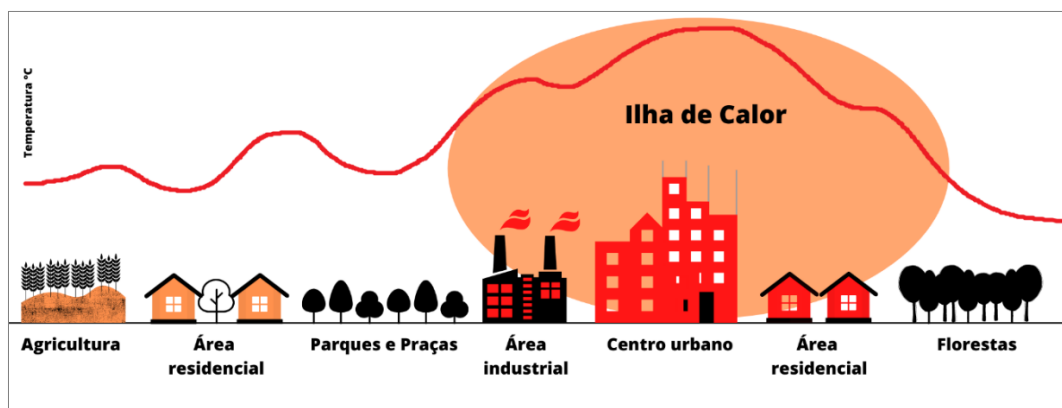 Temperatura °C
Ilha de Calor
Agricultura
Área
residencial
Parques e Praças
Área
industrial
Centro urbano
Área
residencial
Florestas